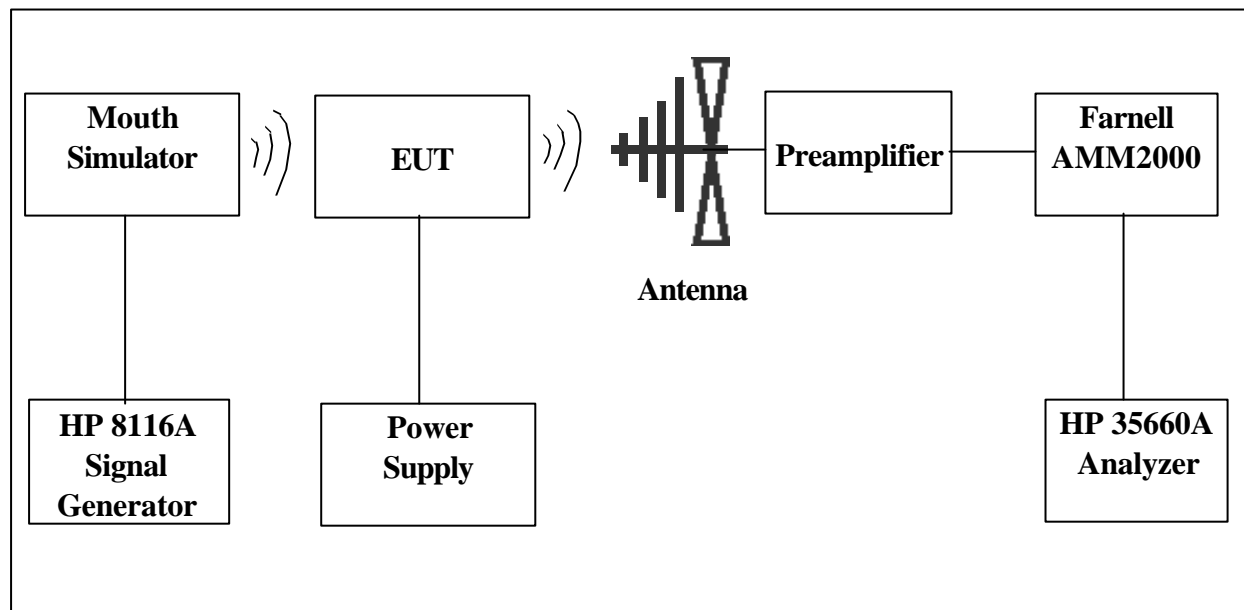 Mouth
Simulator
EUT
Preamplifier
Farnell
AMM2000
Antenna
HP 8116A
Signal
Generator
Power
Supply
HP 35660A
Analyzer